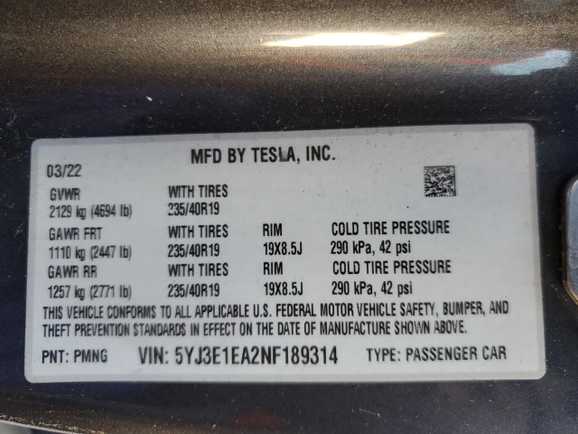 MFD BY TESLA, INC.
03/22
GVWR WITH TIRES
2129 kg (4694 lb) 235/40R19
GAWR FRT WITH TIRES RIM COLD TIRE PRESSURE
1110 kg (2447 lb) 235/40R19 19X8.5J 290 kPa, 42 psi
GAWR RR WITH TIRES RIM COLD TIRE PRESSURE
1257 kg (2771 lb) 235/40R19 19X8.5J 290 kPa, 42 psi
THIS VEHICLE CONFORMS TO ALL APPLICABLE U.S. FEDERAL MOTOR VEHICLE SAFETY, BUMPER, AND
THEFT PREVENTION STANDARDS IN EFFECT ON THE DATE OF MANUFACTURE SHOWN ABOVE.
PNT: PMNG VIN: 5YJ3E1EA2NF189314 TYPE: PASSENGER CAR